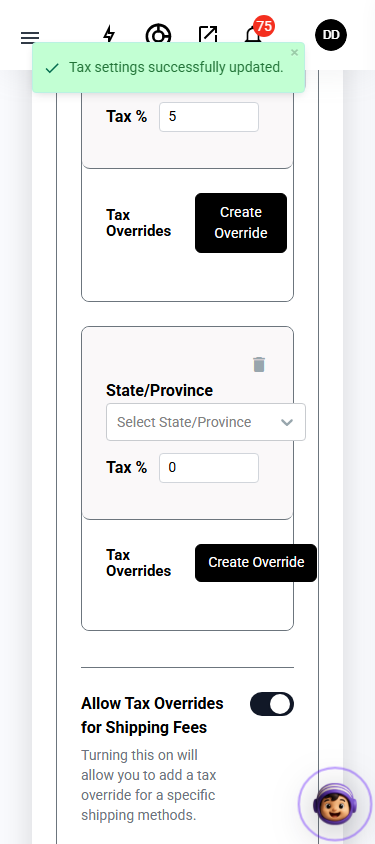 75
DD
Tax settings successfully updated.
×
Tax %
5
Tax
Overrides
Create
Override
State/Province
Select State/Province
Tax %
0
Tax
Overrides
Create Override
Allow Tax Overrides
for Shipping Fees
Turning this on will
allow you to add a tax
override for a specific
shipping methods.